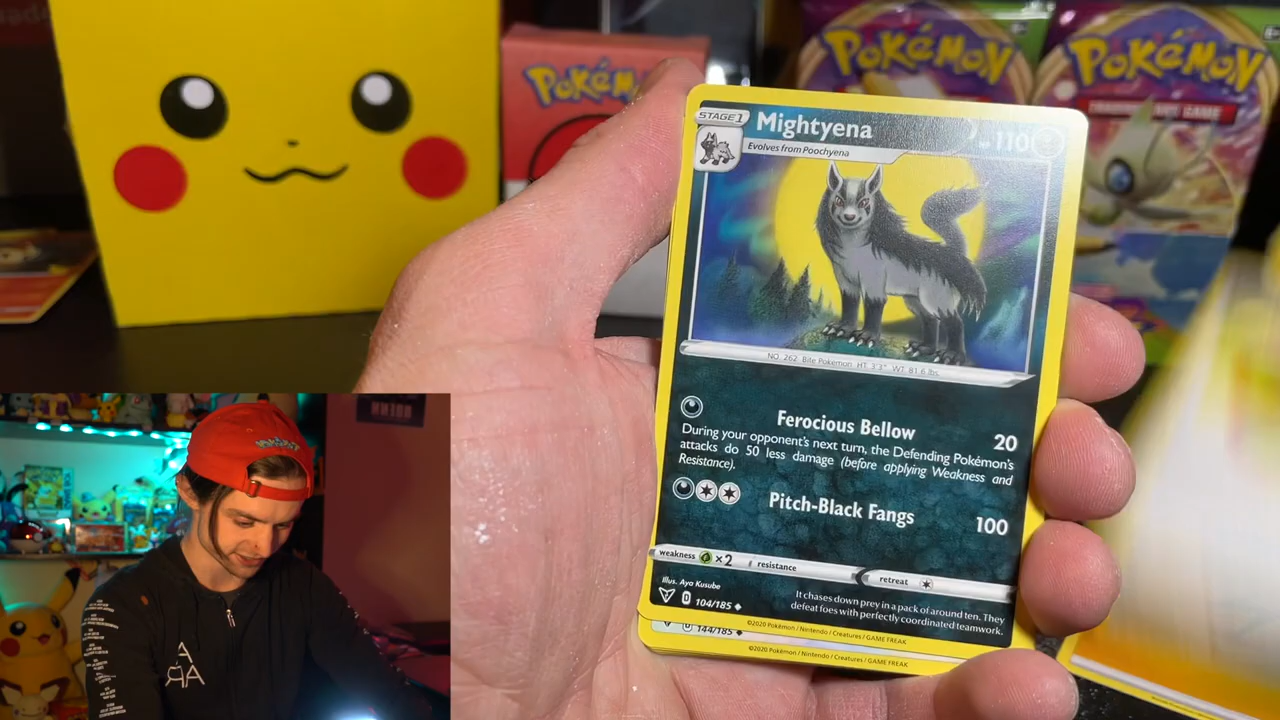 Pokém
Pokémon
Pokémon
TRADING CARD GAME
STAGE 1
Mightyena
110
Evolves from Poochyena
NO. 262 Bite Pokémon HT: 3'3" WT: 81.6 lbs.
Ferocious Bellow 20
During your opponent's next turn, the Defending Pokémon's
attacks do 50 less damage (before applying Weakness and
Resistance).
Pitch-Black Fangs 100
weakness ×2 resistance retreat
Illus. Aya Kusube
D 104/185
It chases down prey in a pack of around ten. They
defeat foes with perfectly coordinated teamwork.
©2020 Pokémon / Nintendo / Creatures / GAME FREAK
D 144/185
©2020 Pokémon / Nintendo / Creatures / GAME FREAK